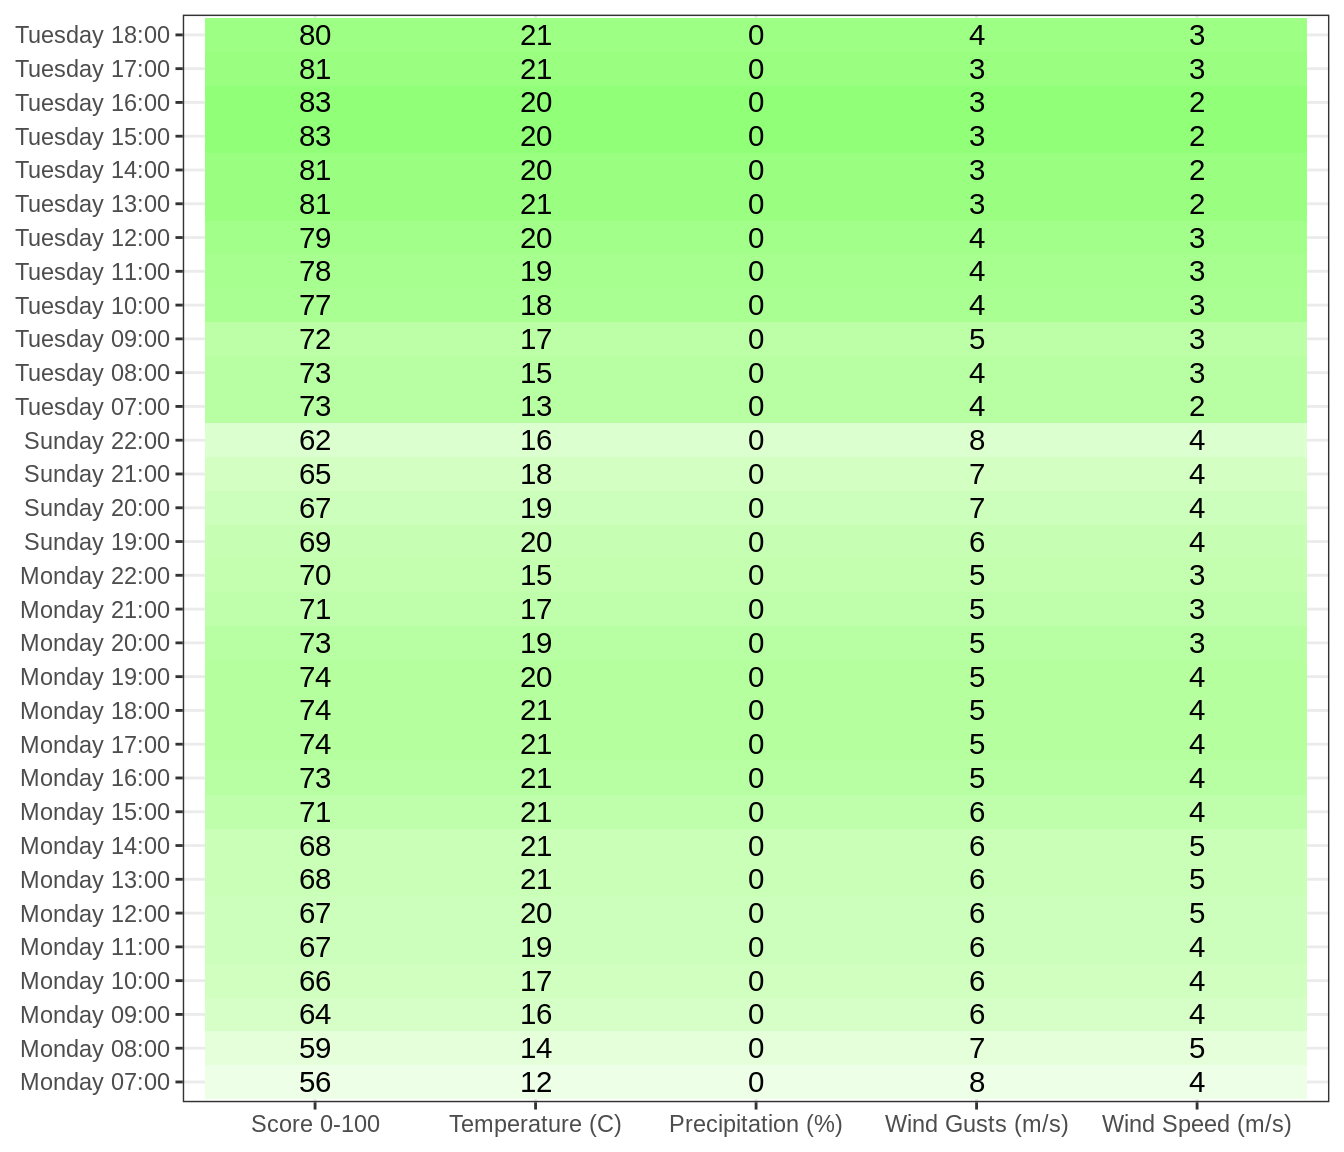 Tuesday 18:00 80 21 0 4 3
Tuesday 17:00 81 21 0 3 3
Tuesday 16:00 83 20 0 3 2
Tuesday 15:00 83 20 0 3 2
Tuesday 14:00 81 20 0 3 2
Tuesday 13:00 81 21 0 3 2
Tuesday 12:00 79 20 0 4 3
Tuesday 11:00 78 19 0 4 3
Tuesday 10:00 77 18 0 4 3
Tuesday 09:00 72 17 0 5 3
Tuesday 08:00 73 15 0 4 3
Tuesday 07:00 73 13 0 4 2
Sunday 22:00 62 16 0 8 4
Sunday 21:00 65 18 0 7 4
Sunday 20:00 67 19 0 7 4
Sunday 19:00 69 20 0 6 4
Monday 22:00 70 15 0 5 3
Monday 21:00 71 17 0 5 3
Monday 20:00 73 19 0 5 3
Monday 19:00 74 20 0 5 4
Monday 18:00 74 21 0 5 4
Monday 17:00 74 21 0 5 4
Monday 16:00 73 21 0 5 4
Monday 15:00 71 21 0 6 4
Monday 14:00 68 21 0 6 5
Monday 13:00 68 21 0 6 5
Monday 12:00 67 20 0 6 5
Monday 11:00 67 19 0 6 4
Monday 10:00 66 17 0 6 4
Monday 09:00 64 16 0 6 4
Monday 08:00 59 14 0 7 5
Monday 07:00 56 12 0 8 4
Score 0-100 Temperature (C) Precipitation (%) Wind Gusts (m/s) Wind Speed (m/s)